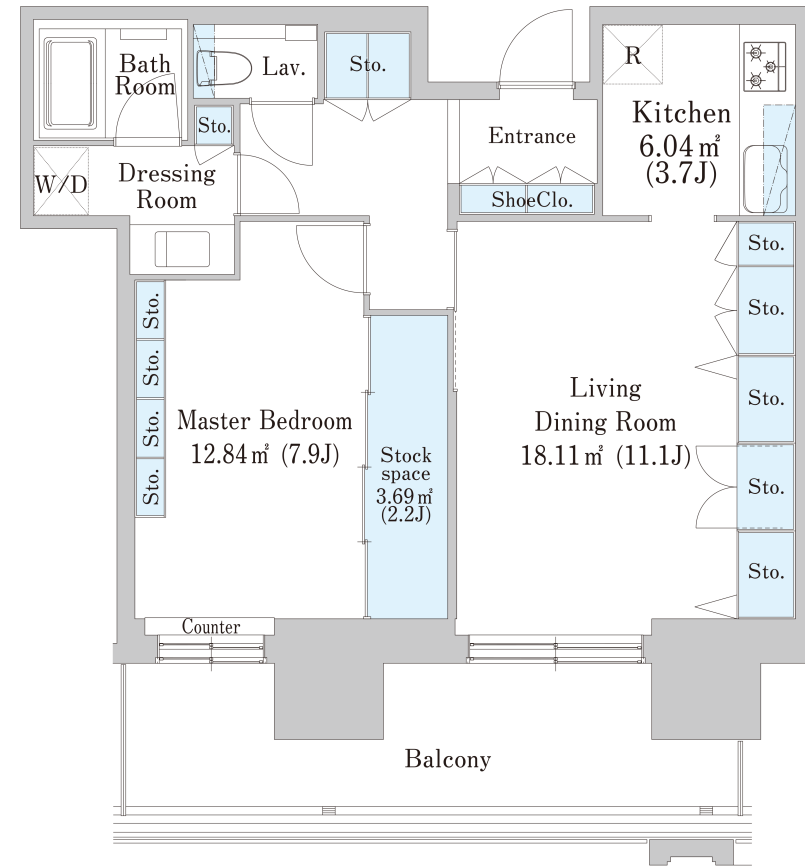 Bath
Room
Lav.
Sto.
R
Kitchen
6.04㎡
(3.7J)
Sto.
Entrance
W/D
Dressing
Room
ShoeClo.
Sto.
Sto.
Sto.
Sto.
Sto.
Sto.
Sto.
Sto.
Sto.
Master Bedroom
12.84㎡ (7.9J)
Stock
space
3.69㎡
(2.2J)
Living
Dining Room
18.11㎡ (11.1J)
Counter
Balcony